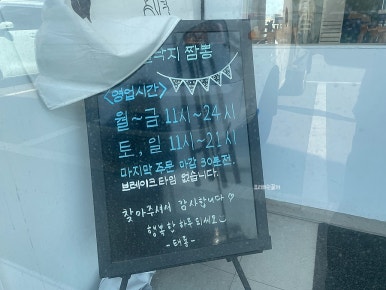 짬뽕
<영업시간>
월~금 11시~24시
토, 일 11시~21시
마지막 주문 마감 30분전.
브레이크 타임 없습니다.
찾아주셔서 감사합니다 ♡
행복한 하루 되세요